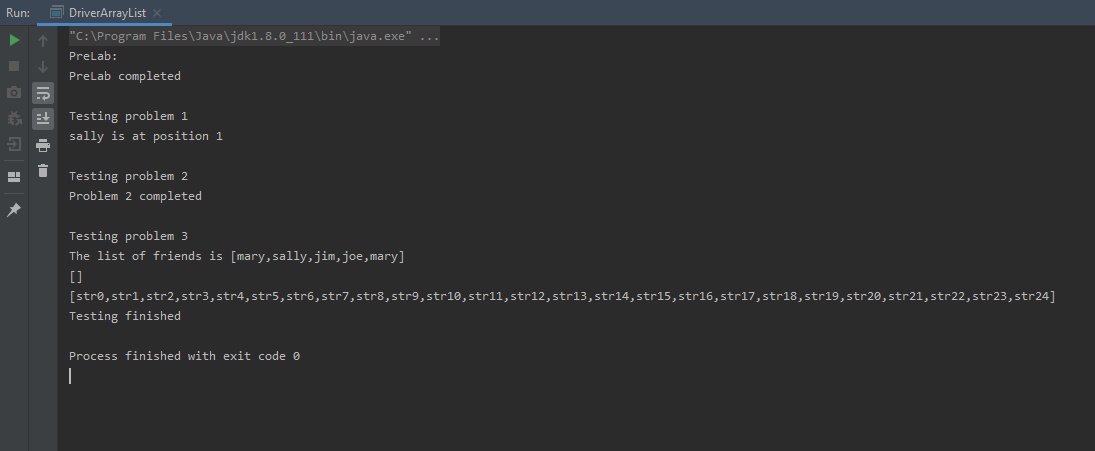 Run: DriverArrayList
"C:\Program Files\Java\jdk1.8.0_111\bin\java.exe" ...
PreLab:
PreLab completed
Testing problem 1
sally is at position 1
Testing problem 2
Problem 2 completed
Testing problem 3
The list of friends is [mary,sally,jim,joe,mary]
[]
[str0,str1,str2,str3,str4,str5,str6,str7,str8,str9,str10,str11,str12,str13,str14,str15,str16,str17,str18,str19,str20,str21,str22,str23,str24]
Testing finished
Process finished with exit code 0